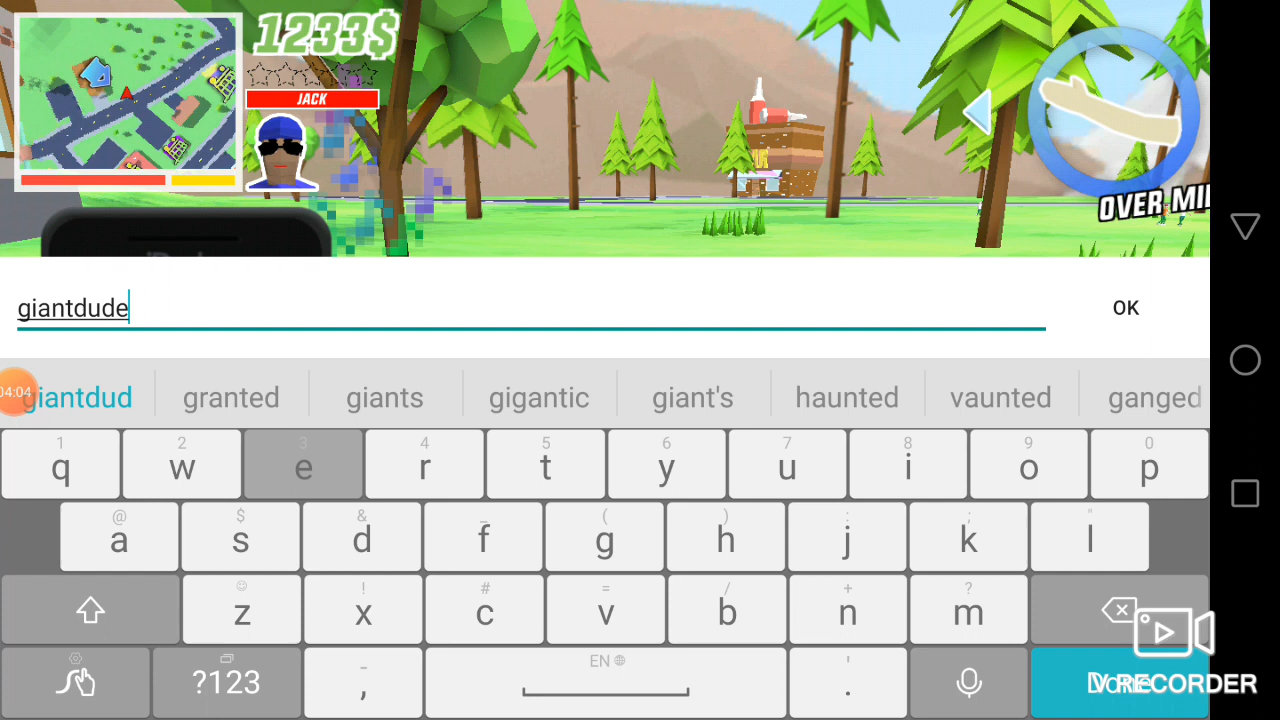 1233$
JACK
OVER MI
giantdude
OK
04:04
giantdud granted giants gigantic giant's haunted vaunted ganged
1 2 3 4 5 6 7 8 9 0
q w e r t y u i o p
@ $ & _ ( ) : ; "
a s d f g h j k l
! # = / + ?
z x c v b n m
EN
?123 , .
V RECORDER